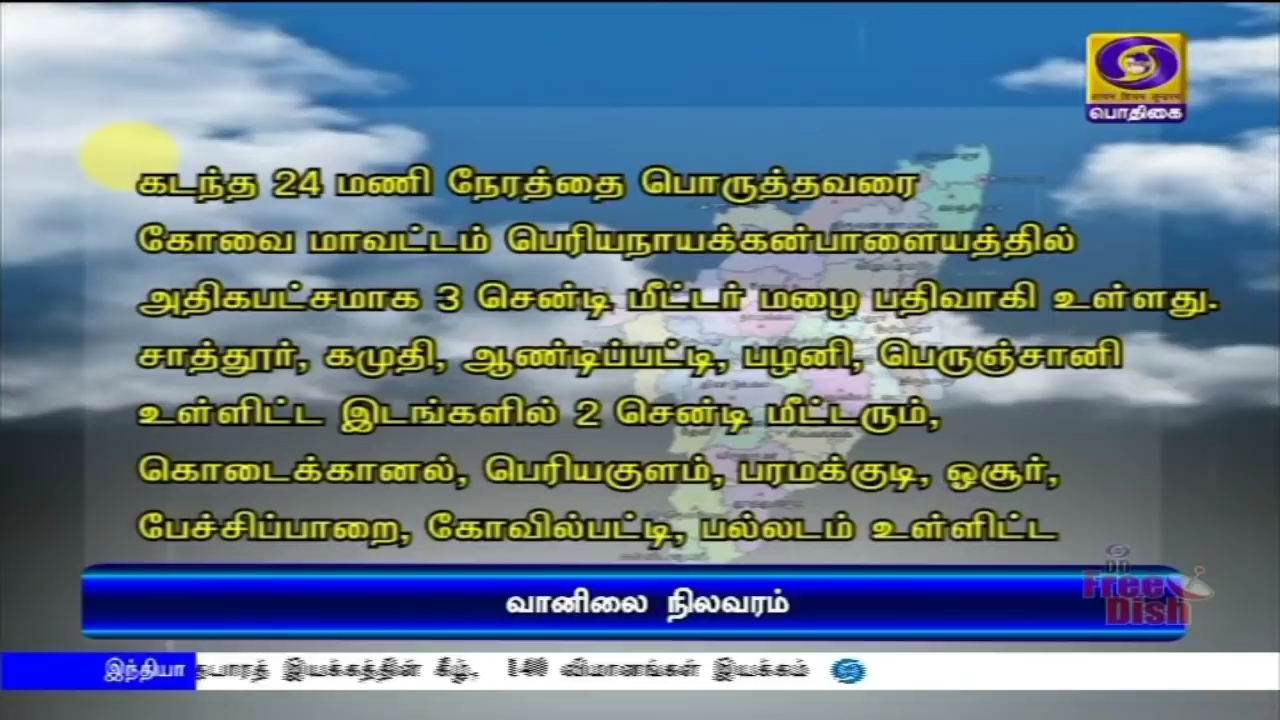 பொதிகை
கடந்த 24 மணி நேரத்தை பொருத்தவரை
கோவை மாவட்டம் பெரியநாயக்கன்பாளையத்தில்
அதிகபட்சமாக 3 சென்டி மீட்டர் மழை பதிவாகி உள்ளது.
சாத்தூர், கமுதி, ஆண்டிப்பட்டி, பழனி, பெருஞ்சானி
உள்ளிட்ட இடங்களில் 2 சென்டி மீட்டரும்,
கொடைக்கானல், பெரியகுளம், பரமக்குடி, ஓசூர்,
பேச்சிப்பாறை, கோவில்பட்டி, பல்லடம் உள்ளிட்ட
DD
Free
Dish
வானிலை நிலவரம்
இந்தியா பாரத் இயக்கத்தின் கீழ், 140 விமானங்கள் இயக்கம்